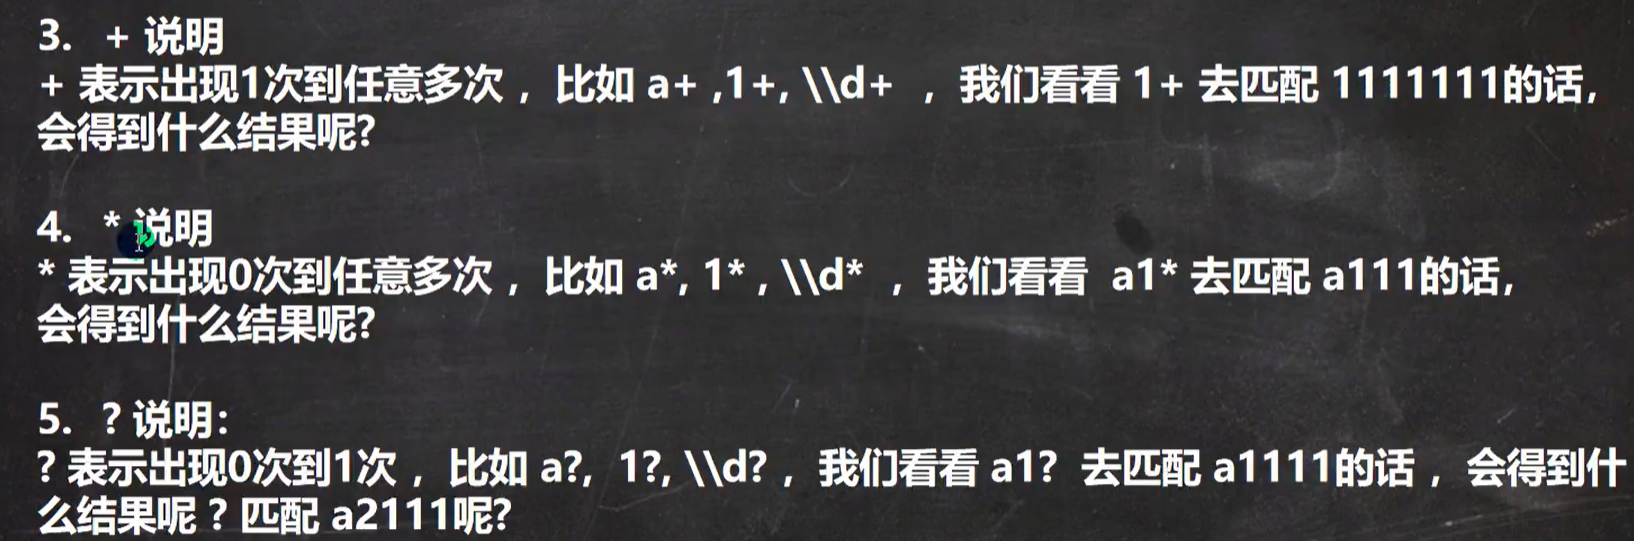 3. + 说明
+ 表示出现1次到任意多次 ，比如 a+ ,1+, \\d+ ，我们看看 1+ 去匹配 1111111的话,
会得到什么结果呢?
4. * 说明
* 表示出现0次到任意多次 ，比如 a*, 1* , \\d* ，我们看看 a1* 去匹配 a111的话,
会得到什么结果呢?
5. ? 说明:
? 表示出现0次到1次 ，比如 a?, 1?, \\d? ，我们看看 a1? 去匹配 a1111的话 ，会得到什
么结果呢 ? 匹配 a2111呢?